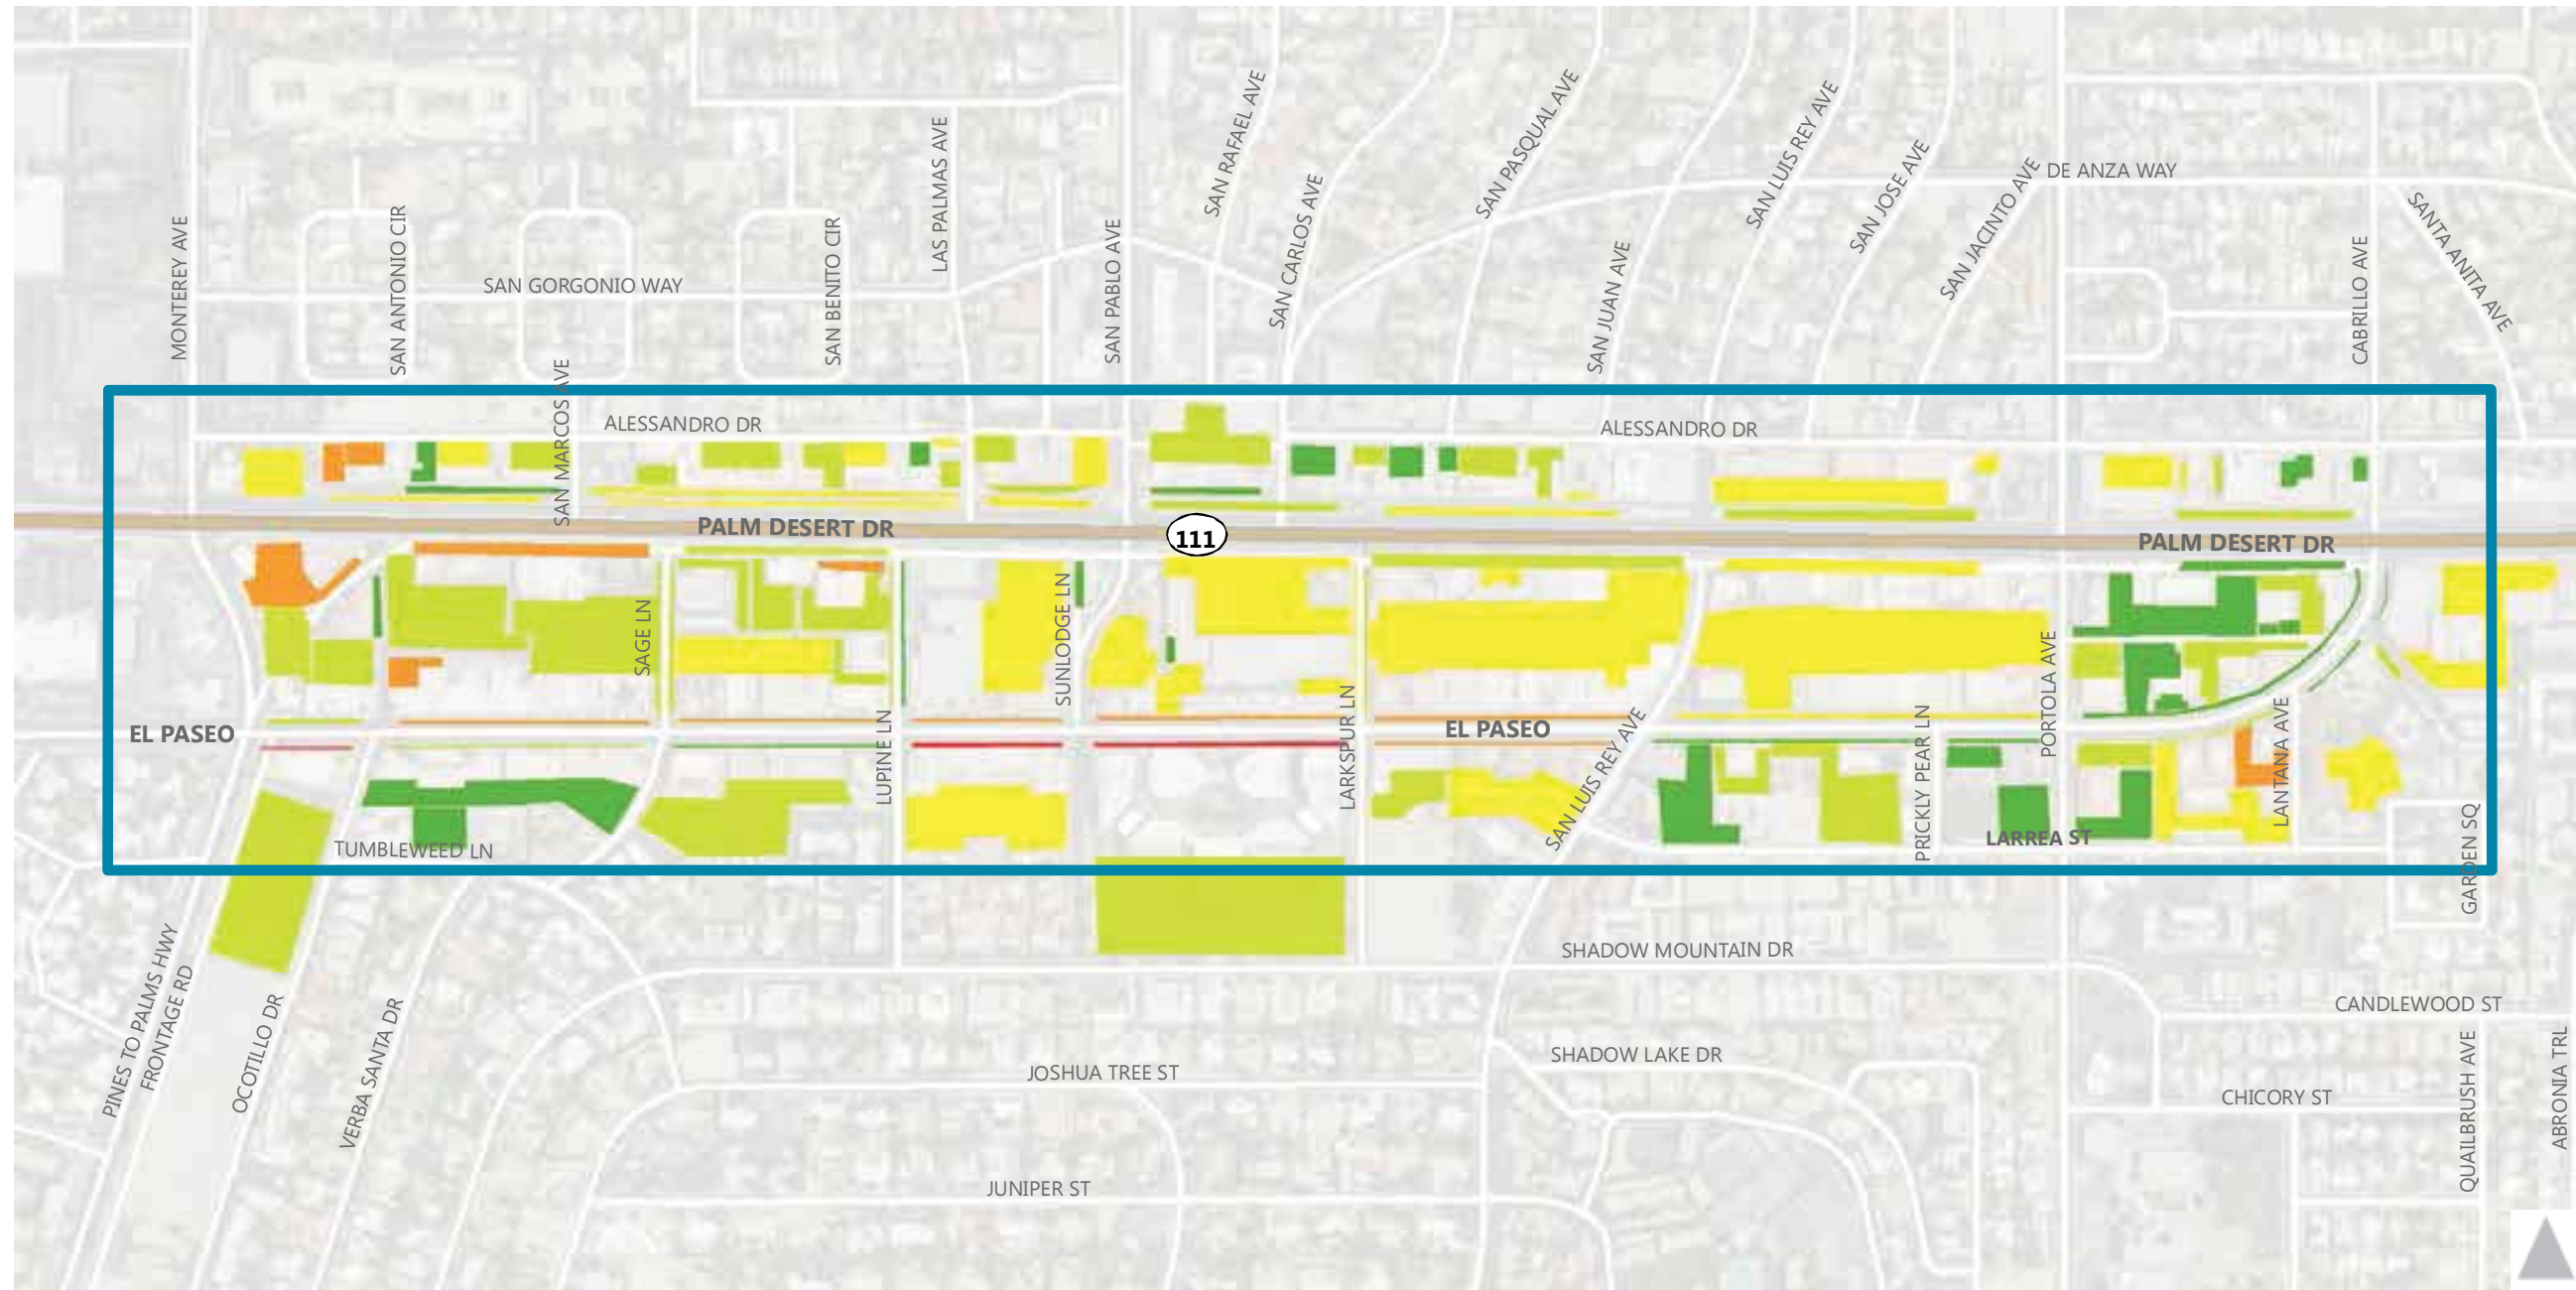 MONTEREY AVE
SAN ANTONIO CIR
SAN GORGONIO WAY
SAN MARCOS AVE
SAN BENITO CIR
LAS PALMAS AVE
SAN PABLO AVE
SAN RAFAEL AVE
SAN CARLOS AVE
SAN PASQUAL AVE
SAN JUAN AVE
SAN LUIS REY AVE
SAN JOSE AVE
SAN JACINTO AVE
DE ANZA WAY
CABRILLO AVE
SANTA ANITA AVE
ALESSANDRO DR
ALESSANDRO DR
PALM DESERT DR
111
PALM DESERT DR
SAGE LN
SUNLODGE LN
LUPINE LN
LARKSPUR LN
EL PASEO
EL PASEO
SAN LUIS REY AVE
PRICKLY PEAR LN
PORTOLA AVE
LANTANA AVE
LARREA ST
GARDEN SQ
TUMBLEWEED LN
PINES TO PALMS HWY
FRONTAGE RD
OCOTILLO DR
VERBA SANTA DR
SHADOW MOUNTAIN DR
CANDLEWOOD ST
SHADOW LAKE DR
JOSHUA TREE ST
CHICORY ST
QUAILBRUSH AVE
ABRONIA TRL
JUNIPER ST